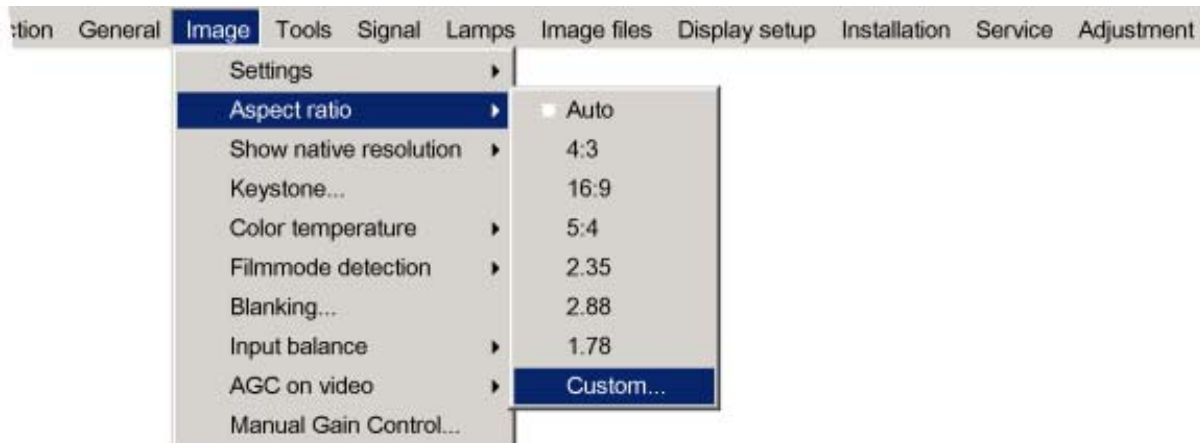 ction General Image Tools Signal Lamps Image files Display setup Installation Service Adjustment
Settings
Aspect ratio
Show native resolution
Keystone...
Color temperature
Filmmode detection
Blanking...
Input balance
AGC on video
Manual Gain Control...
Auto
4:3
16:9
5:4
2.35
2.88
1.78
Custom...